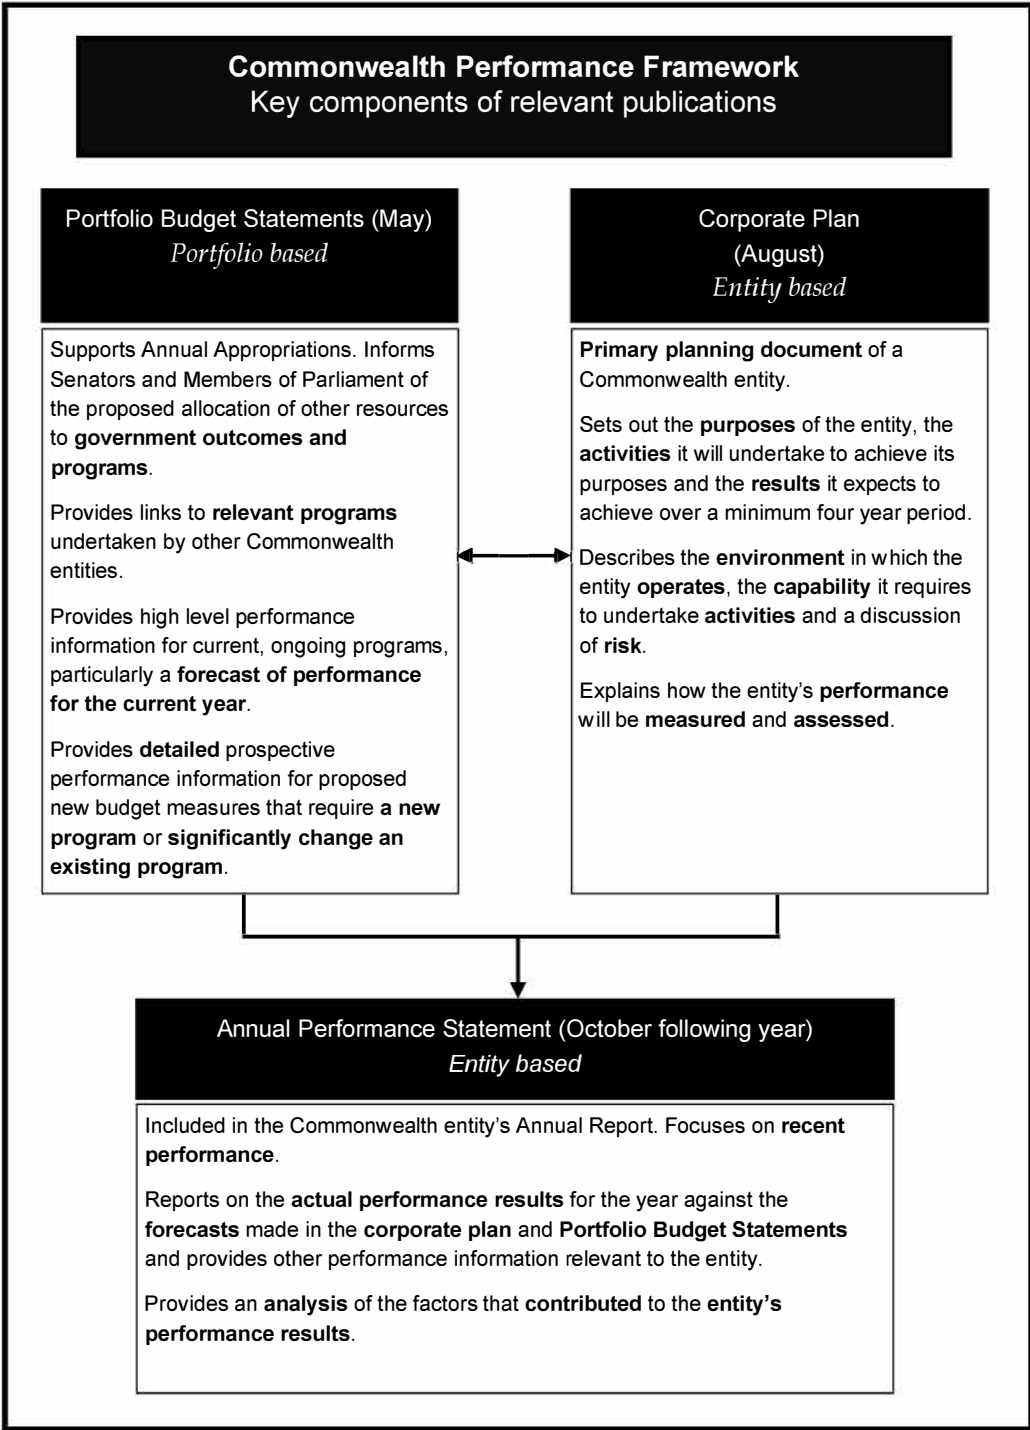 Commonwealth Performance Framework
Key components of relevant publications
Portfolio Budget Statements (May)
Portfolio based
Supports Annual Appropriations. Informs
Senators and Members of Parliament of
the proposed allocation of other resources
to government outcomes and
programs.
Provides links to relevant programs
undertaken by other Commonwealth
entities.
Provides high level performance
information for current, ongoing programs,
particularly a forecast of performance
for the current year.
Provides detailed prospective
performance information for proposed
new budget measures that require a new
program or significantly change an
existing program.
Corporate Plan
(August)
Entity based
Primary planning document of a
Commonwealth entity.
Sets out the purposes of the entity, the
activities it will undertake to achieve its
purposes and the results it expects to
achieve over a minimum four year period.
Describes the environment in which the
entity operates, the capability it requires
to undertake activities and a discussion
of risk.
Explains how the entity's performance
will be measured and assessed.
Annual Performance Statement (October following year)
Entity based
Included in the Commonwealth entity's Annual Report. Focuses on recent
performance.
Reports on the actual performance results for the year against the
forecasts made in the corporate plan and Portfolio Budget Statements
and provides other performance information relevant to the entity.
Provides an analysis of the factors that contributed to the entity's
performance results.